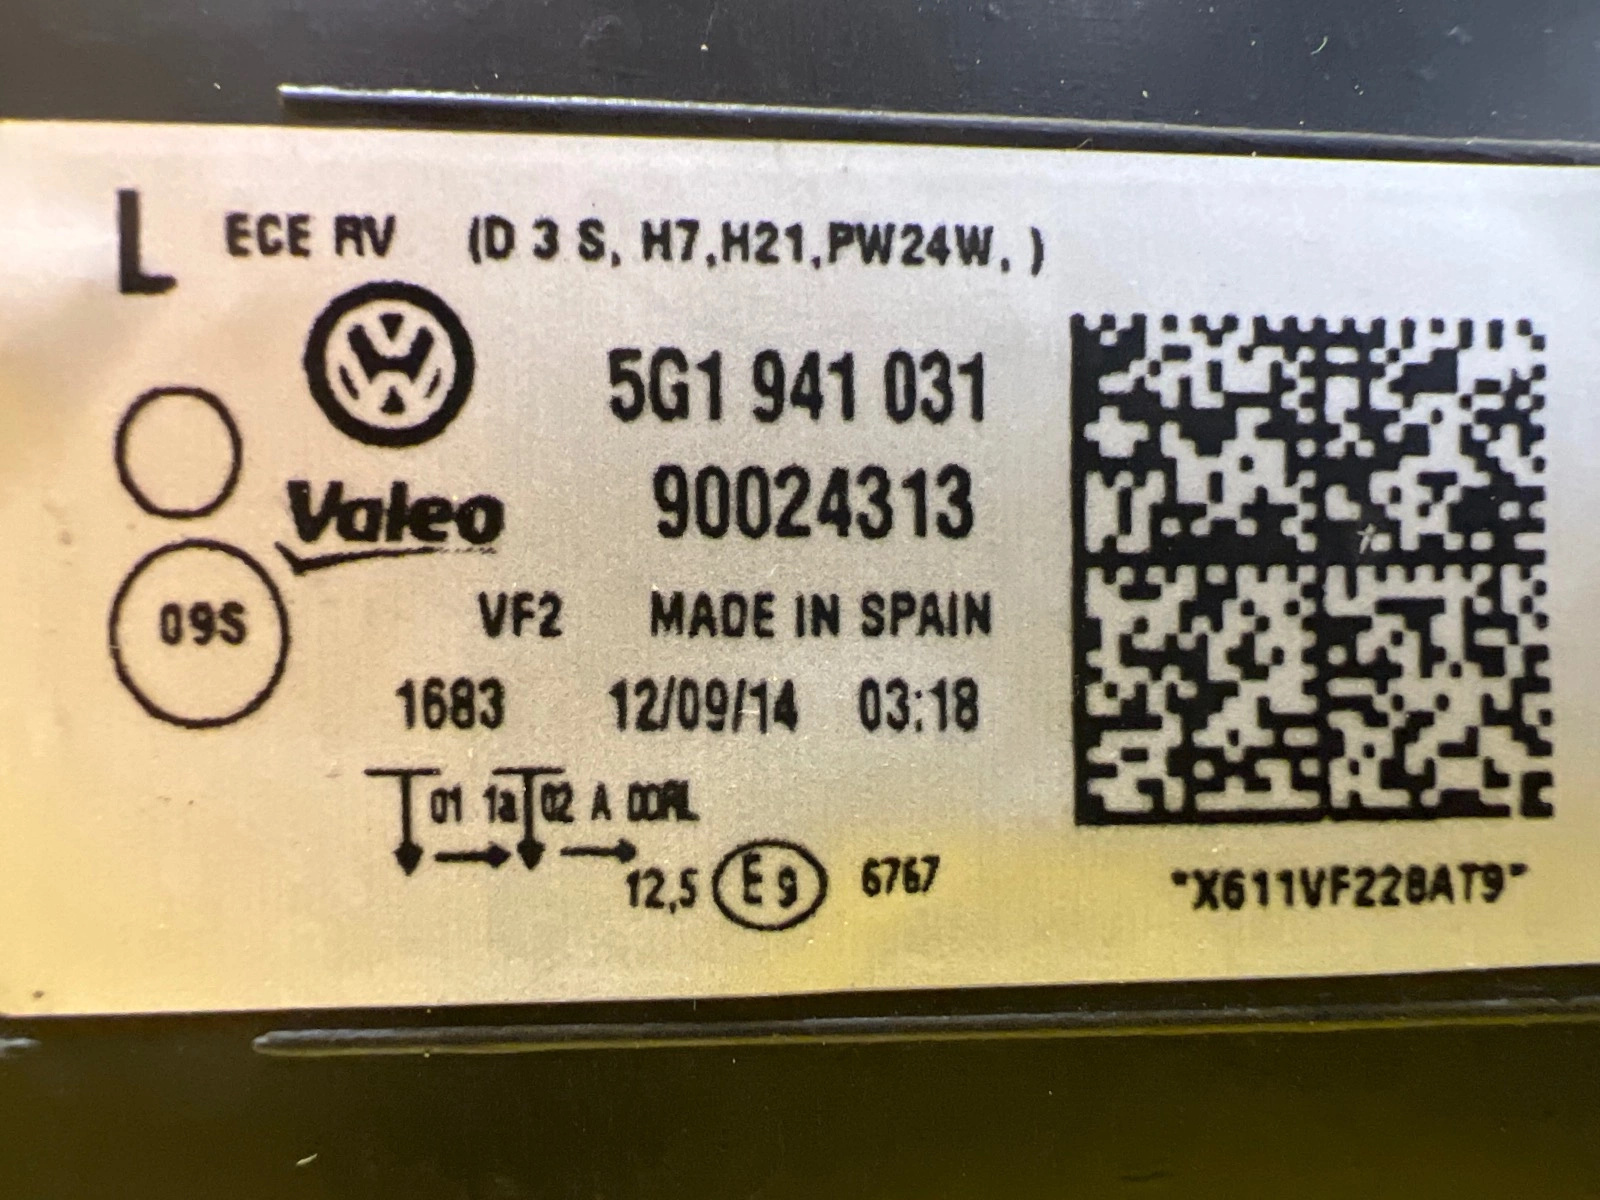 L ECE RV (D 3 S, H7,H21,PW24W, )
5G1 941 031
Valeo 90024313
09S VF2 MADE IN SPAIN
1683 12/09/14 03:18
01 1a 02 A DDRL
12,5 E9 6767
"X611VF228AT9"